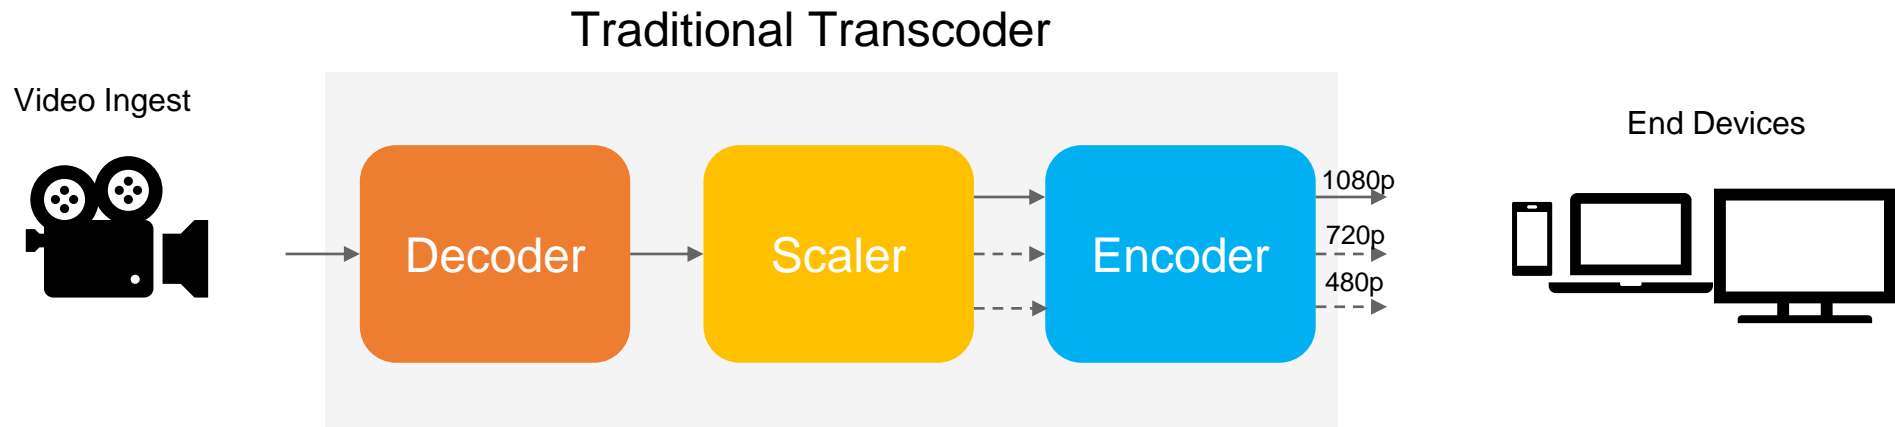 Traditional Transcoder
Video Ingest
End Devices
Decoder
Scaler
Encoder
1080p
720p
480p